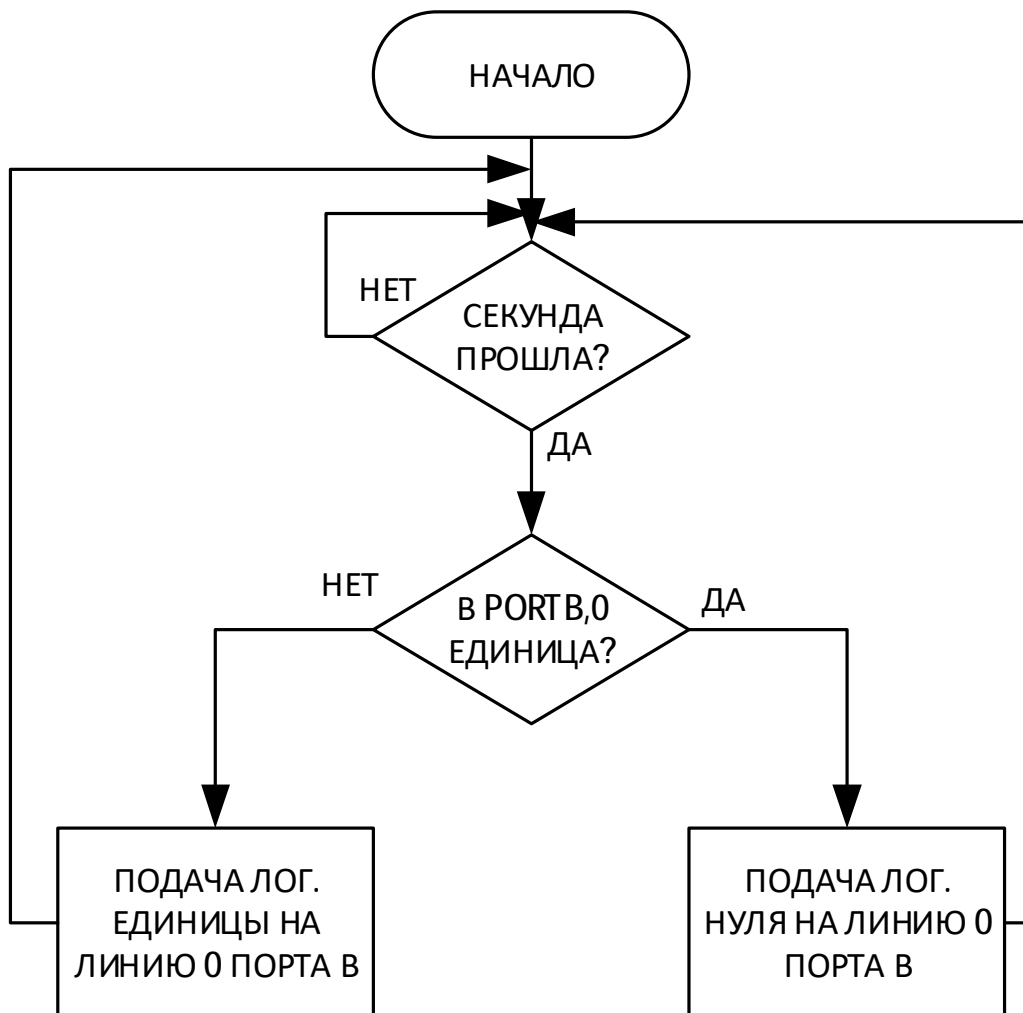 НАЧАЛО
НЕТ
СЕКУНДА
ПРОШЛА?
ДА
НЕТ
В PORTB,0
ЕДИНИЦА?
ДА
ПОДАЧА ЛОГ.
ЕДИНИЦЫ НА
ЛИНИЮ 0 ПОРТА В
ПОДАЧА ЛОГ.
НУЛЯ НА ЛИНИЮ 0
ПОРТА В